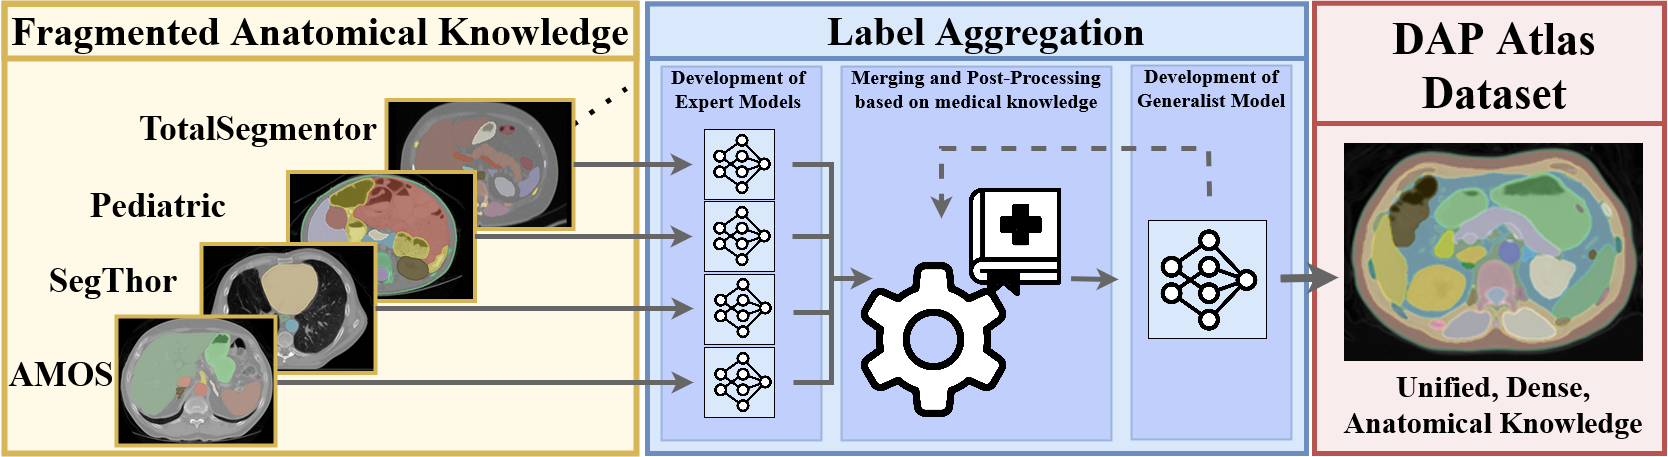 Fragmented Anatomical Knowledge
TotalSegmentor
Pediatric
SegThor
AMOS
Label Aggregation
Development of
Expert Models
Merging and Post-Processing
based on medical knowledge
Development of
Generalist Model
DAP Atlas
Dataset
Unified, Dense,
Anatomical Knowledge